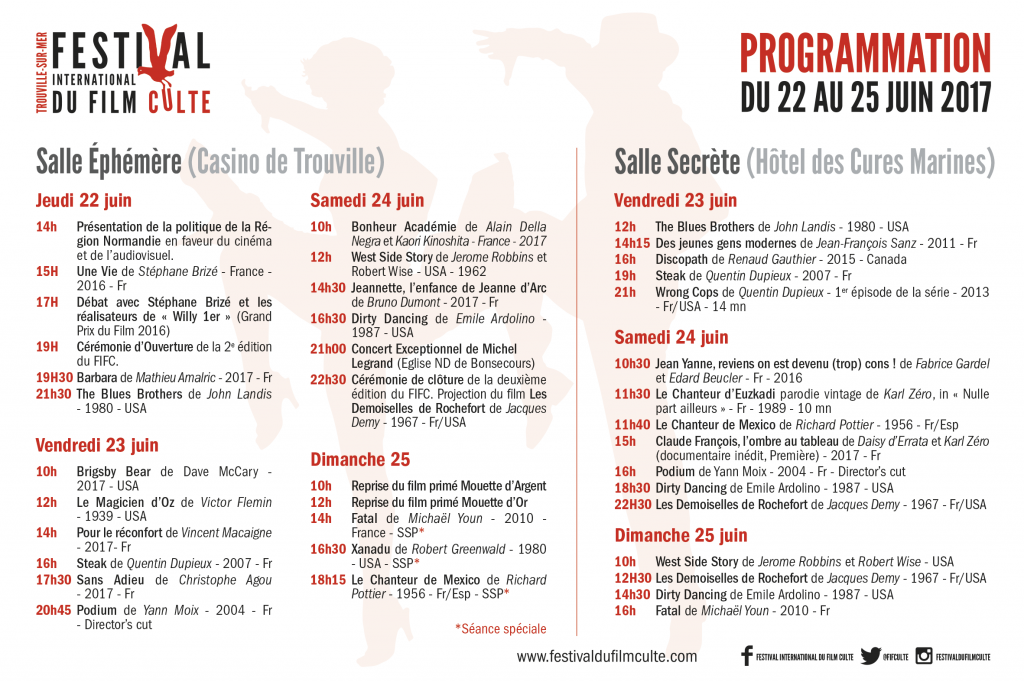 TROUVILLE-SUR-MER
FESTIVAL
INTERNATIONAL
DU FILM CULTE
PROGRAMMATION
DU 22 AU 25 JUIN 2017
Salle Éphémère (Casino de Trouville)
Jeudi 22 juin
14h Présentation de la politique de la Ré-
gion Normandie en faveur du cinéma
et de l'audiovisuel.
15H Une Vie de Stéphane Brizé - France -
2016 - Fr
17H Débat avec Stéphane Brizé et les
réalisateurs de « Willy 1er » (Grand
Prix du Film 2016)
19H Cérémonie d'Ouverture de la 2e édition
du FIFC.
19H30 Barbara de Mathieu Amalric - 2017 - Fr
21h30 The Blues Brothers de John Landis
- 1980 - USA
Vendredi 23 juin
10h Brigsby Bear de Dave McCary -
2017 - USA
12h Le Magicien d'Oz de Victor Flemin
- 1939 - USA
14h Pour le réconfort de Vincent Macaigne
- 2017- Fr
16h Steak de Quentin Dupieux - 2007 - Fr
17h30 Sans Adieu de Christophe Agou
- 2017 - Fr
20h45 Podium de Yann Moix - 2004 - Fr
- Director's cut
Samedi 24 juin
10h Bonheur Académie de Alain Della
Negra et Kaori Kinoshita - France - 2017
12h West Side Story de Jerome Robbins et
Robert Wise - USA - 1962
14h30 Jeannette, l'enfance de Jeanne d'Arc
de Bruno Dumont - 2017 - Fr
16h30 Dirty Dancing de Emile Ardolino -
1987 - USA
21h00 Concert Exceptionnel de Michel
Legrand (Eglise ND de Bonsecours)
22h30 Cérémonie de clôture de la deuxième
édition du FIFC. Projection du film Les
Demoiselles de Rochefort de Jacques
Demy - 1967 - Fr/USA
Dimanche 25
10h Reprise du film primé Mouette d'Argent
12h Reprise du film primé Mouette d'Or
14h Fatal de Michaël Youn - 2010 -
France - SSP*
16h30 Xanadu de Robert Greenwald - 1980
- USA - SSP*
18h15 Le Chanteur de Mexico de Richard
Pottier - 1956 - Fr/Esp - SSP*
*Séance spéciale
Salle Secrète (Hôtel des Cures Marines)
Vendredi 23 juin
12h The Blues Brothers de John Landis - 1980 - USA
14h15 Des jeunes gens modernes de Jean-François Sanz - 2011 - Fr
16h Discopath de Renaud Gauthier - 2015 - Canada
19h Steak de Quentin Dupieux - 2007 - Fr
21h Wrong Cops de Quentin Dupieux - 1er épisode de la série - 2013
- Fr/USA - 14 mn
Samedi 24 juin
10h30 Jean Yanne, reviens on est devenu (trop) cons ! de Fabrice Gardel
et Edard Beucler - Fr - 2016
11h30 Le Chanteur d'Euzkadi parodie vintage de Karl Zéro, in « Nulle
part ailleurs » - Fr - 1989 - 10 mn
11h40 Le Chanteur de Mexico de Richard Pottier - 1956 - Fr/Esp
15h Claude François, l'ombre au tableau de Daisy d'Errata et Karl Zéro
(documentaire inédit, Première) - 2017 - Fr
16h Podium de Yann Moix - 2004 - Fr - Director's cut
18h30 Dirty Dancing de Emile Ardolino - 1987 - USA
22H30 Les Demoiselles de Rochefort de Jacques Demy - 1967 - Fr/USA
Dimanche 25 juin
10h West Side Story de Jerome Robbins et Robert Wise - USA
12H30 Les Demoiselles de Rochefort de Jacques Demy - 1967 - Fr/USA
14h30 Dirty Dancing de Emile Ardolino - 1987 - USA
16h Fatal de Michaël Youn - 2010 - Fr
www.festivaldufilmculte.com
FESTIVAL INTERNATIONAL DU FILM CULTE
@FIFCULTE
FESTIVALDUFILMCULTE